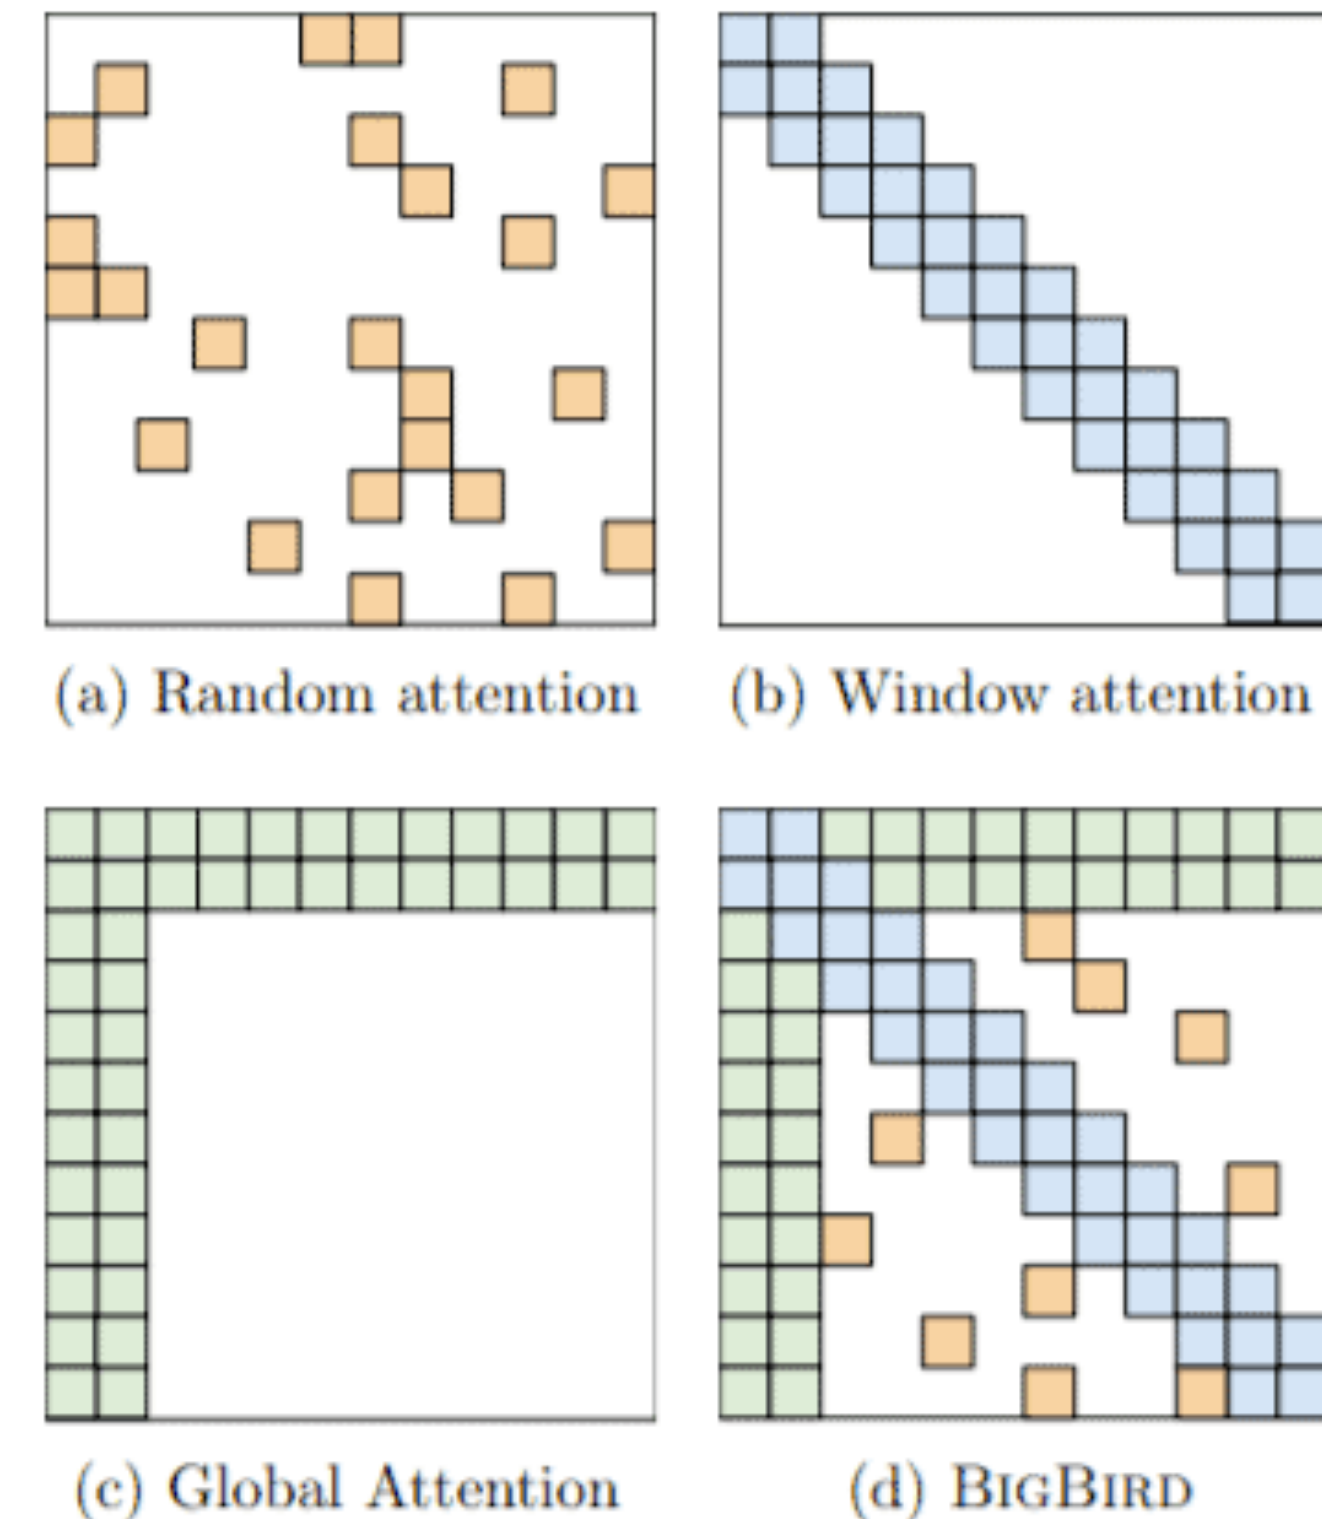 (a) Random attention
(b) Window attention
(c) Global Attention
(d) BIGBIRD